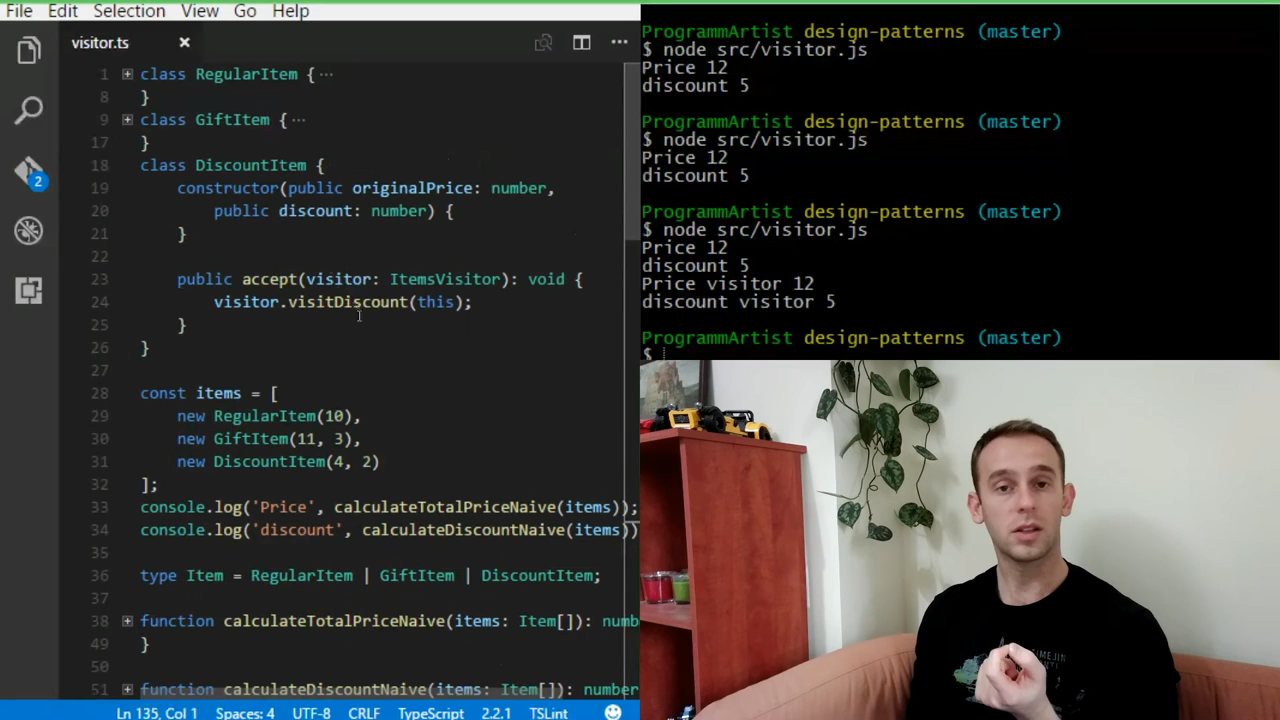 File Edit Selection View Go Help
visitor.ts
2
1 class RegularItem { ···
8 }
9 class GiftItem { ···
17 }
18 class DiscountItem {
19 constructor(public originalPrice: number,
20 public discount: number) {
21 }
22
23 public accept(visitor: ItemsVisitor): void {
24 visitor.visitDiscount(this);
25 }
26 }
27
28 const items = [
29 new RegularItem(10),
30 new GiftItem(11, 3),
31 new DiscountItem(4, 2)
32 ];
33 console.log('Price', calculateTotalPriceNaive(items));
34 console.log('discount', calculateDiscountNaive(items))
35
36 type Item = RegularItem | GiftItem | DiscountItem;
37
38 function calculateTotalPriceNaive(items: Item[]): numb
49 }
50
51 function calculateDiscountNaive(items: Item[]): number
Ln 135, Col 1 Spaces: 4 UTF-8 CRLF TypeScript 2.2.1 TSLint
ProgrammArtist design-patterns (master)
$ node src/visitor.js
Price 12
discount 5
ProgrammArtist design-patterns (master)
$ node src/visitor.js
Price 12
discount 5
ProgrammArtist design-patterns (master)
$ node src/visitor.js
Price 12
discount 5
Price visitor 12
discount visitor 5
ProgrammArtist design-patterns (master)
$